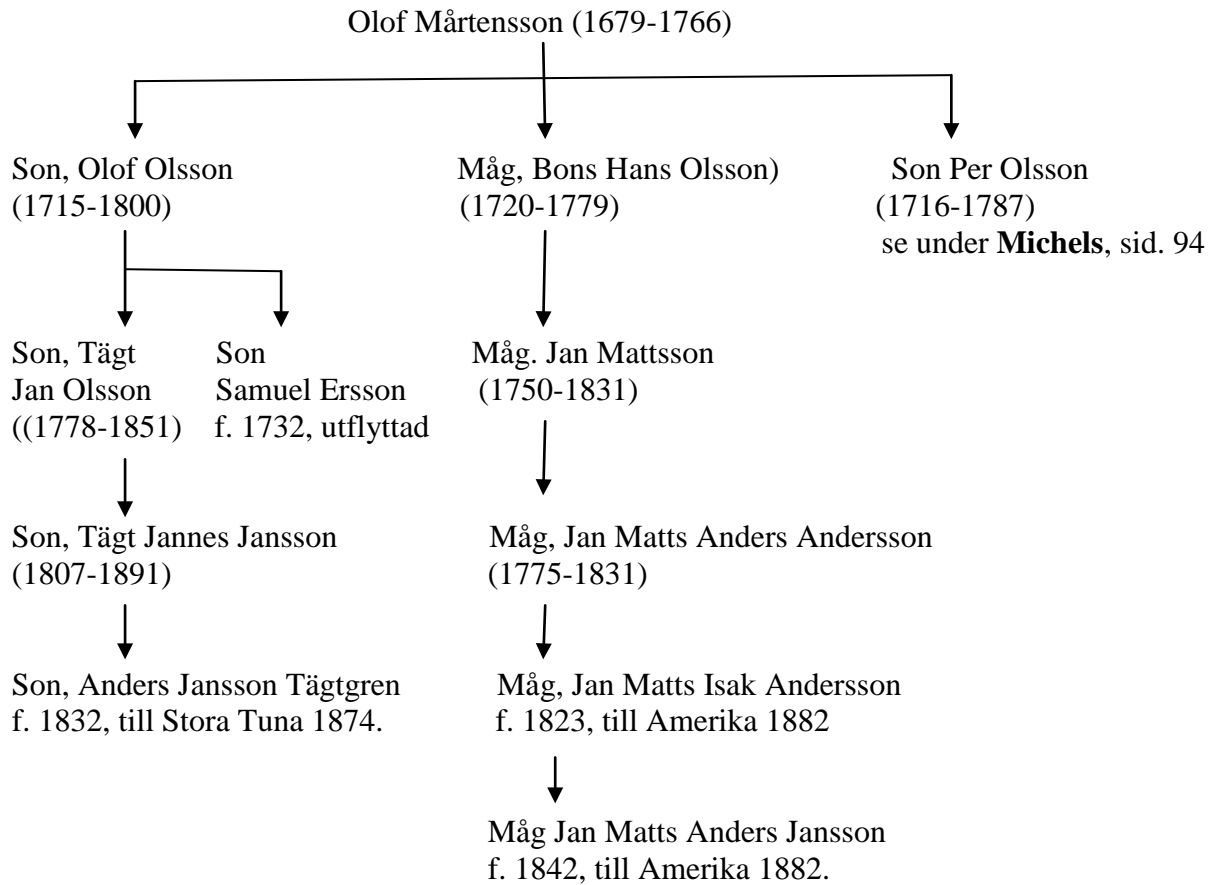 Olof Mårtensson (1679-1766)
Son, Olof Olsson
(1715-1800)
Måg, Bons Hans Olsson)
(1720-1779)
Son Per Olsson
(1716-1787)
se under Michels, sid. 94
Son, Tägt
Jan Olsson
((1778-1851)
Son
Samuel Ersson
f. 1732, utflyttad
Måg. Jan Mattsson
(1750-1831)
Son, Tägt Jannes Jansson
(1807-1891)
Måg, Jan Matts Anders Andersson
(1775-1831)
Son, Anders Jansson Tägtgren
f. 1832, till Stora Tuna 1874.
Måg, Jan Matts Isak Andersson
f. 1823, till Amerika 1882
Måg Jan Matts Anders Jansson
f. 1842, till Amerika 1882.